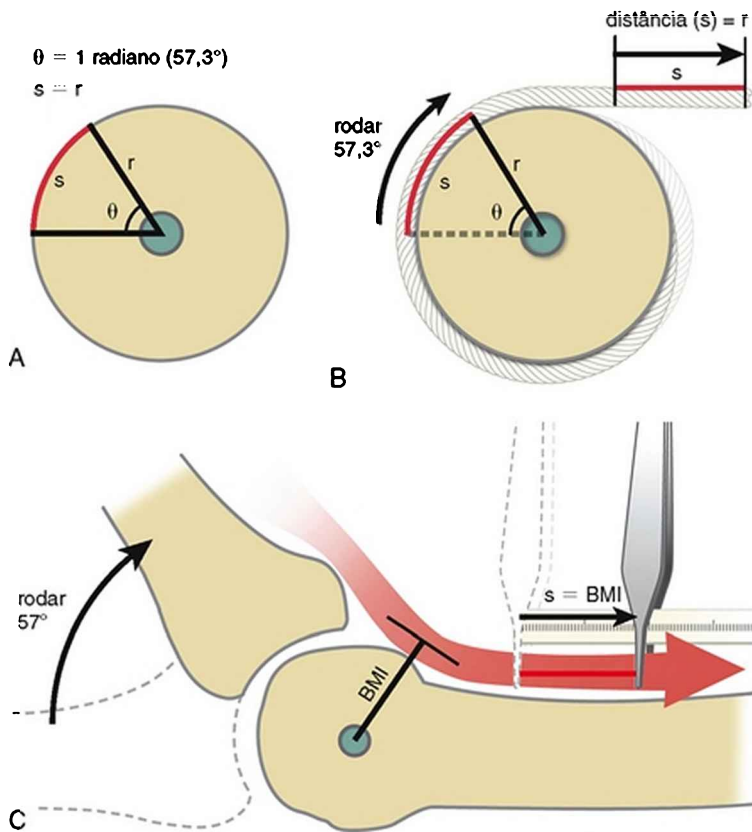 θ = 1 radiano (57,3°)
s = r
s
r
θ
A
distância (s) = r
s
rodar
57,3°
r
s
θ
B
rodar
57°
s = BMI
BMI
C